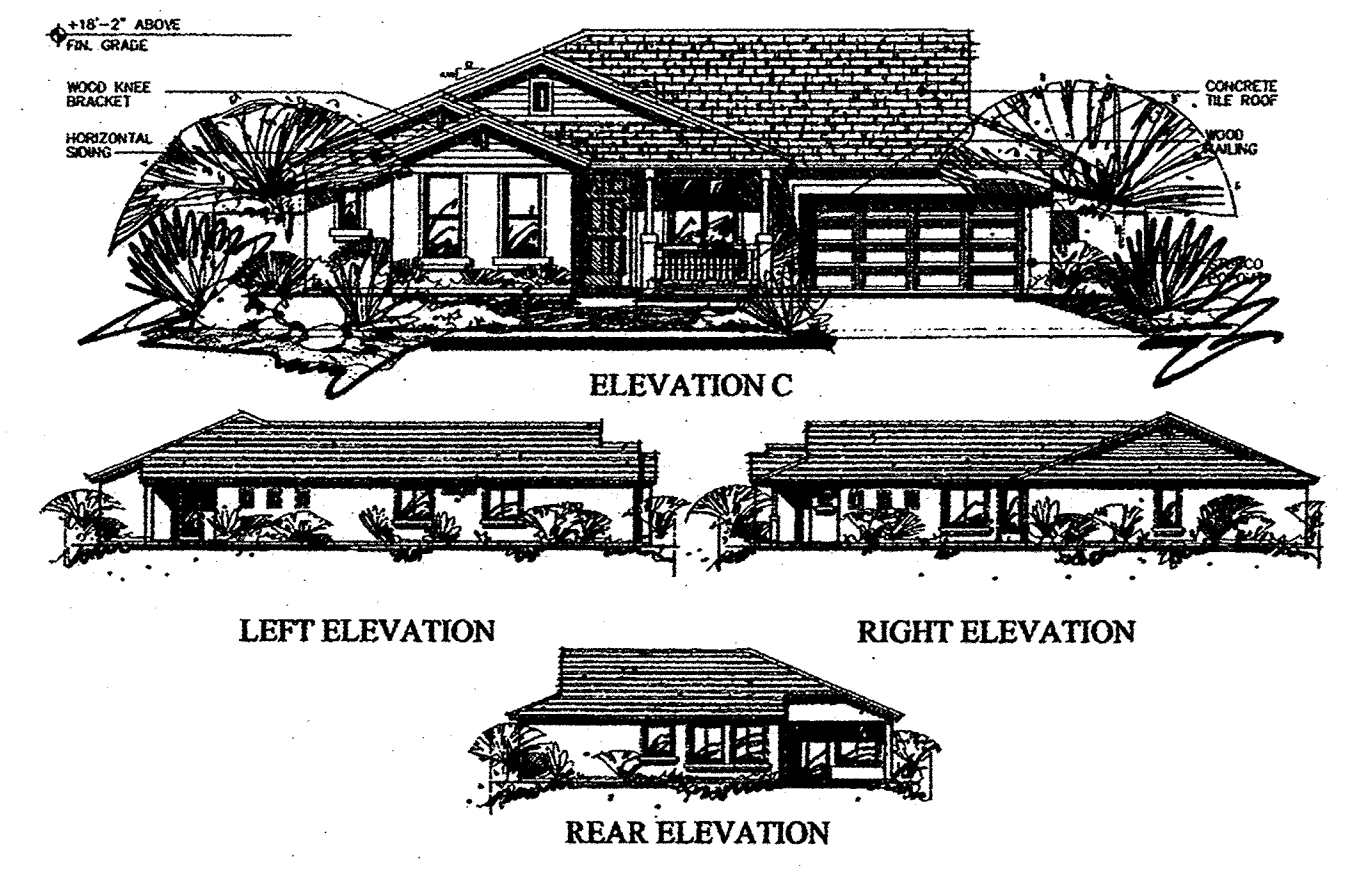 +18'-2" ABOVE
FIN. GRADE
WOOD KNEE
BRACKET
HORIZONTAL
SIDING
CONCRETE
TILE ROOF
WOOD
RAILING
ELEVATION C
LEFT ELEVATION
RIGHT ELEVATION
REAR ELEVATION